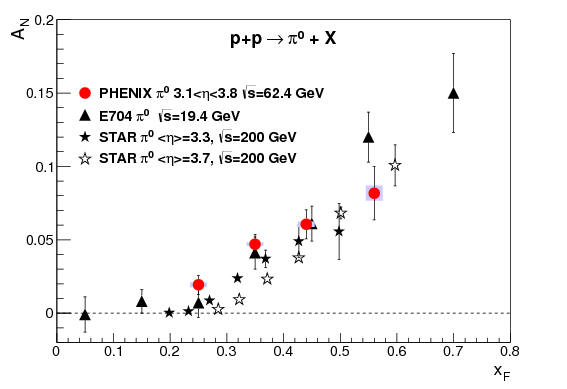 A_N
0.2
p+p → π⁰ + X
0.15
PHENIX π⁰ 3.1<η<3.8 √s=62.4 GeV
E704 π⁰ √s=19.4 GeV
STAR π⁰ <η>=3.3, √s=200 GeV
STAR π⁰ <η>=3.7, √s=200 GeV
0.1
0.05
0
0 0.1 0.2 0.3 0.4 0.5 0.6 0.7 0.8
x_F